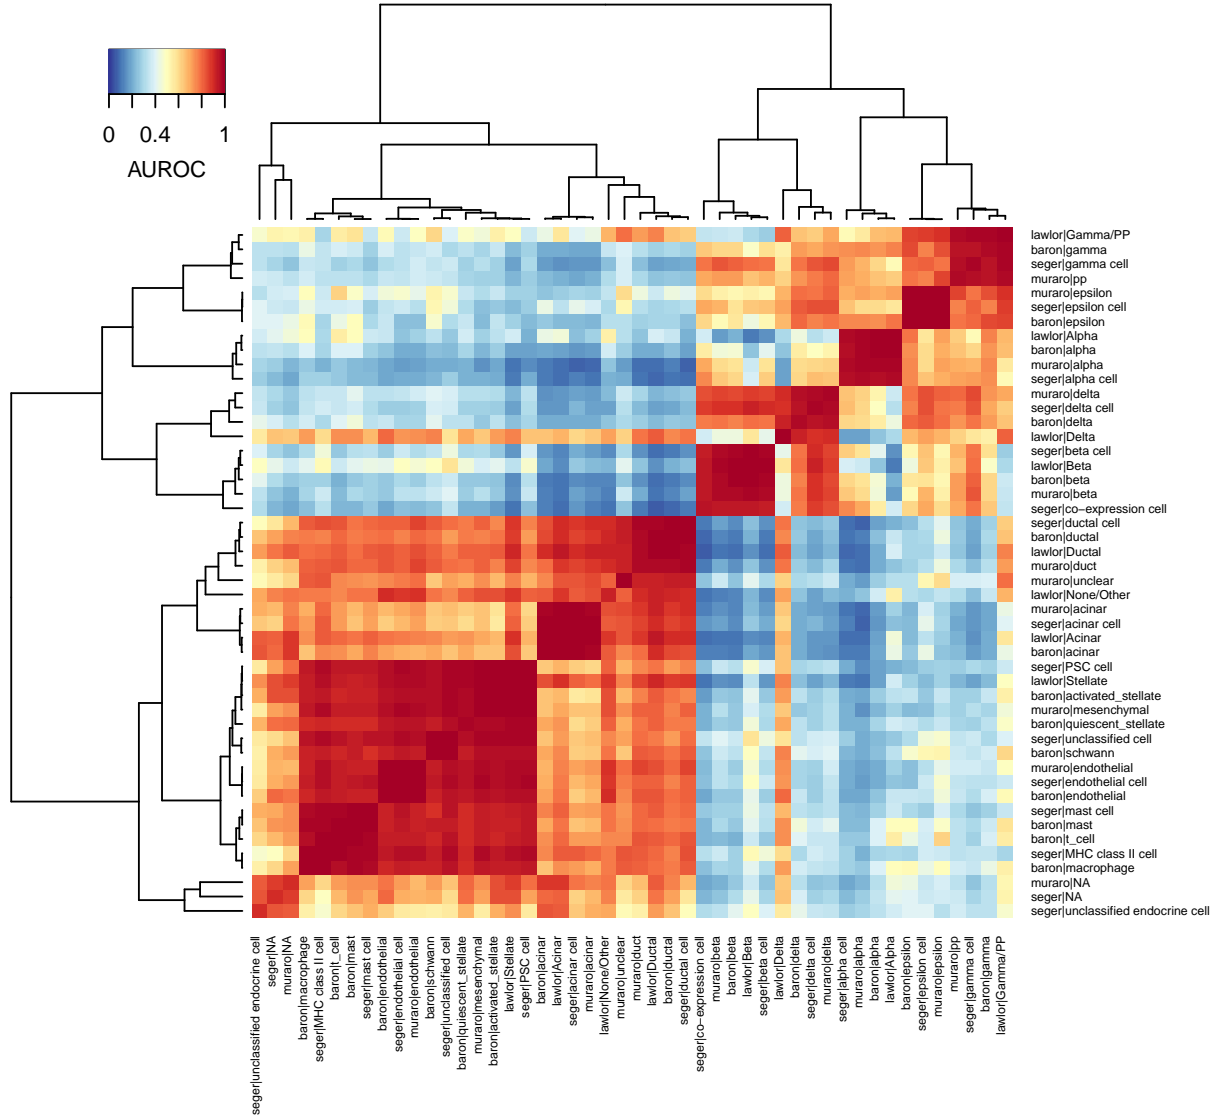 0 0.4 1
AUROC
lawlor|Gamma/PP
baron|gamma
seger|gamma cell
muraro|pp
muraro|epsilon
seger|epsilon cell
baron|epsilon
lawlor|Alpha
baron|alpha
muraro|alpha
seger|alpha cell
muraro|delta
seger|delta cell
baron|delta
lawlor|Delta
seger|beta cell
lawlor|Beta
baron|beta
muraro|beta
seger|co−expression cell
seger|ductal cell
baron|ductal
lawlor|Ductal
muraro|duct
muraro|unclear
lawlor|None/Other
muraro|acinar
seger|acinar cell
lawlor|Acinar
baron|acinar
seger|PSC cell
lawlor|Stellate
baron|activated_stellate
muraro|mesenchymal
baron|quiescent_stellate
seger|unclassified cell
baron|schwann
muraro|endothelial
seger|endothelial cell
baron|endothelial
seger|mast cell
baron|mast
baron|t_cell
seger|MHC class II cell
baron|macrophage
muraro|NA
seger|NA
seger|unclassified endocrine cell
seger|unclassified endocrine cell
seger|NA
muraro|NA
baron|macrophage
seger|MHC class II cell
baron|t_cell
baron|mast
seger|mast cell
baron|endothelial
seger|endothelial cell
muraro|endothelial
baron|schwann
seger|unclassified cell
baron|quiescent_stellate
muraro|mesenchymal
baron|activated_stellate
lawlor|Stellate
seger|PSC cell
baron|acinar
lawlor|Acinar
seger|acinar cell
muraro|acinar
lawlor|None/Other
muraro|unclear
muraro|duct
lawlor|Ductal
baron|ductal
seger|ductal cell
seger|co−expression cell
muraro|beta
baron|beta
lawlor|Beta
seger|beta cell
lawlor|Delta
baron|delta
seger|delta cell
muraro|delta
seger|alpha cell
muraro|alpha
baron|alpha
lawlor|Alpha
baron|epsilon
seger|epsilon cell
muraro|epsilon
muraro|pp
seger|gamma cell
baron|gamma
lawlor|Gamma/PP